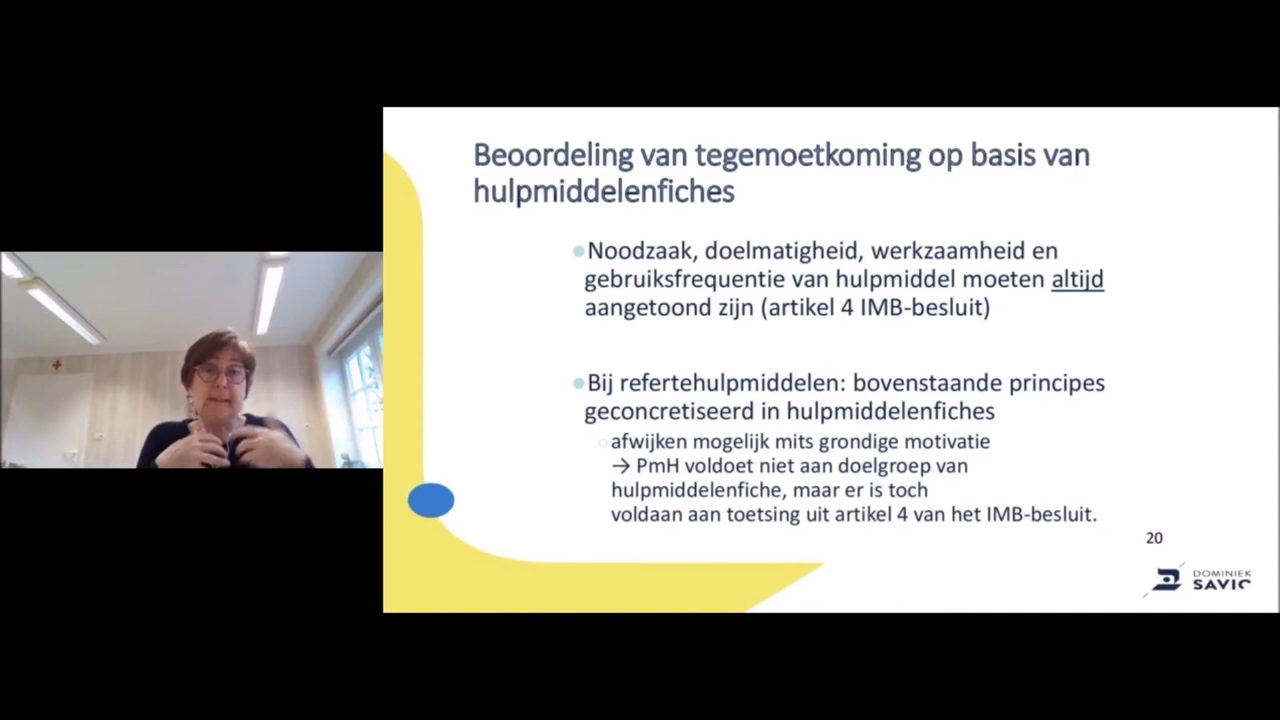 Beoordeling van tegemoetkoming op basis van
hulpmiddelenfiches
Noodzaak, doelmatigheid, werkzaamheid en
gebruiksfrequentie van hulpmiddel moeten altijd
aangetoond zijn (artikel 4 IMB-besluit)
Bij refertehulpmiddelen: bovenstaande principes
geconcretiseerd in hulpmiddelenfiches
afwijken mogelijk mits grondige motivatie
→ PmH voldoet niet aan doelgroep van
hulpmiddelenfiche, maar er is toch
voldaan aan toetsing uit artikel 4 van het IMB-besluit.
20
DOMINIEK
SAVIO